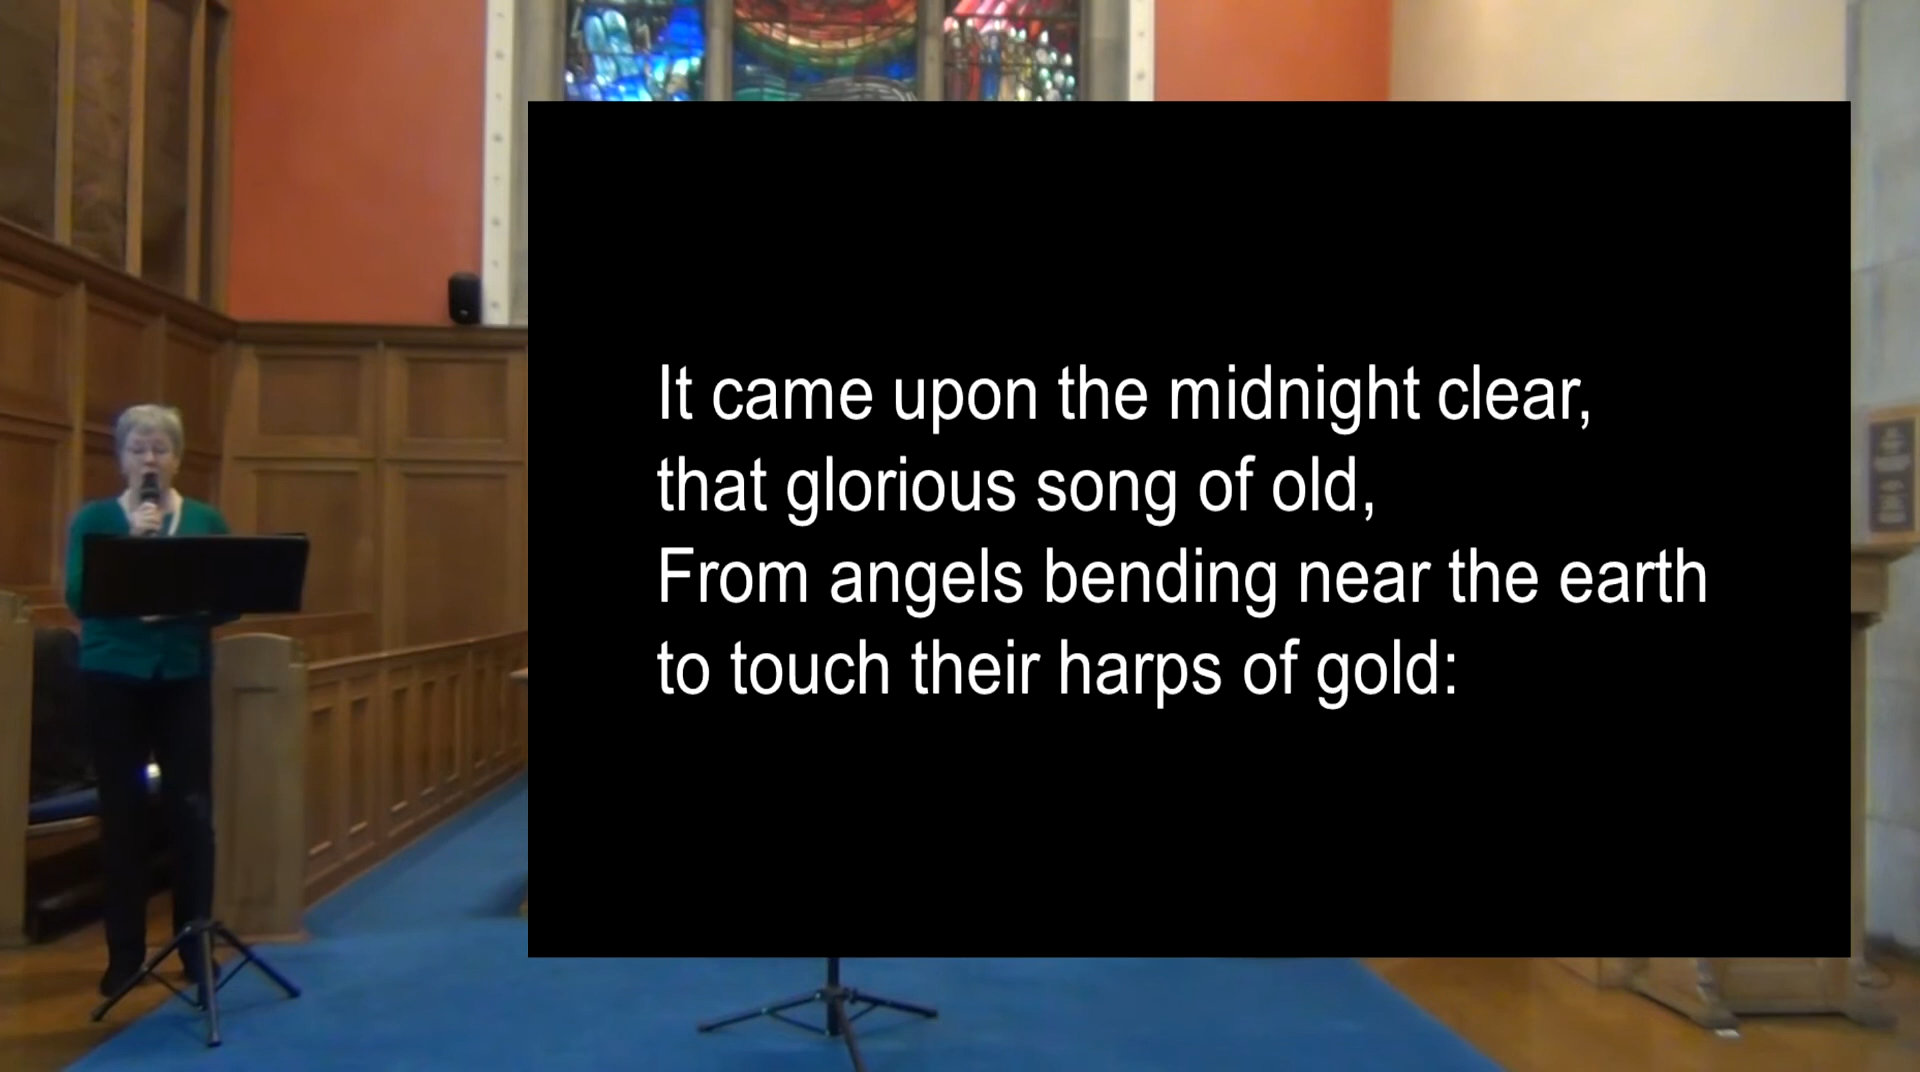 It came upon the midnight clear,
that glorious song of old,
From angels bending near the earth
to touch their harps of gold: